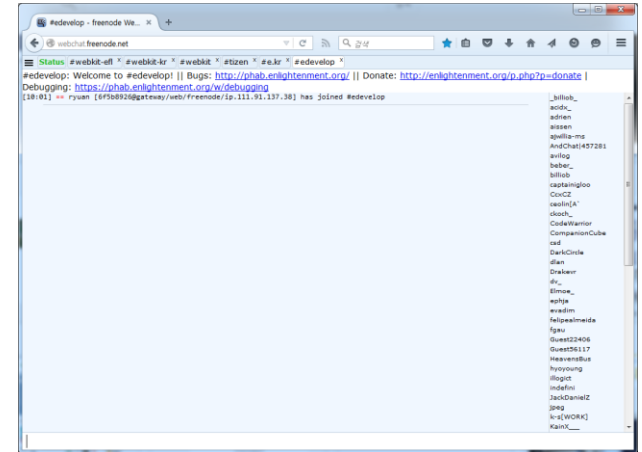 #edevelop - freenode We...
webchat.freenode.net
검색
Status #webkit-efl #webkit-kr #webkit #tizen #e.kr #edevelop
#edevelop: Welcome to #edevelop! || Bugs: http://phab.enlightenment.org/ || Donate: http://enlightenment.org/p.php?p=donate |
Debugging: https://phab.enlightenment.org/w/debugging
[10:01] == ryuan [6f5b8926@gateway/web/freenode/ip.111.91.137.38] has joined #edevelop
_billiob_
acidx_
adrien
aissen
ajwillia-ms
AndChat|457281
avilog
beber_
billiob
captainigloo
CcxCZ
ceolin[A`
ckoch_
CodeWarrior
CompanionCube
csd
DarkCircle
dlan
Drakevr
dv_
Elmoe_
ephja
evadim
felipealmeida
fgau
Guest22406
Guest56117
HeavensBus
hyoyoung
illogict
indefini
JackDanielZ
jpeg
k-s[WORK]
KainX___